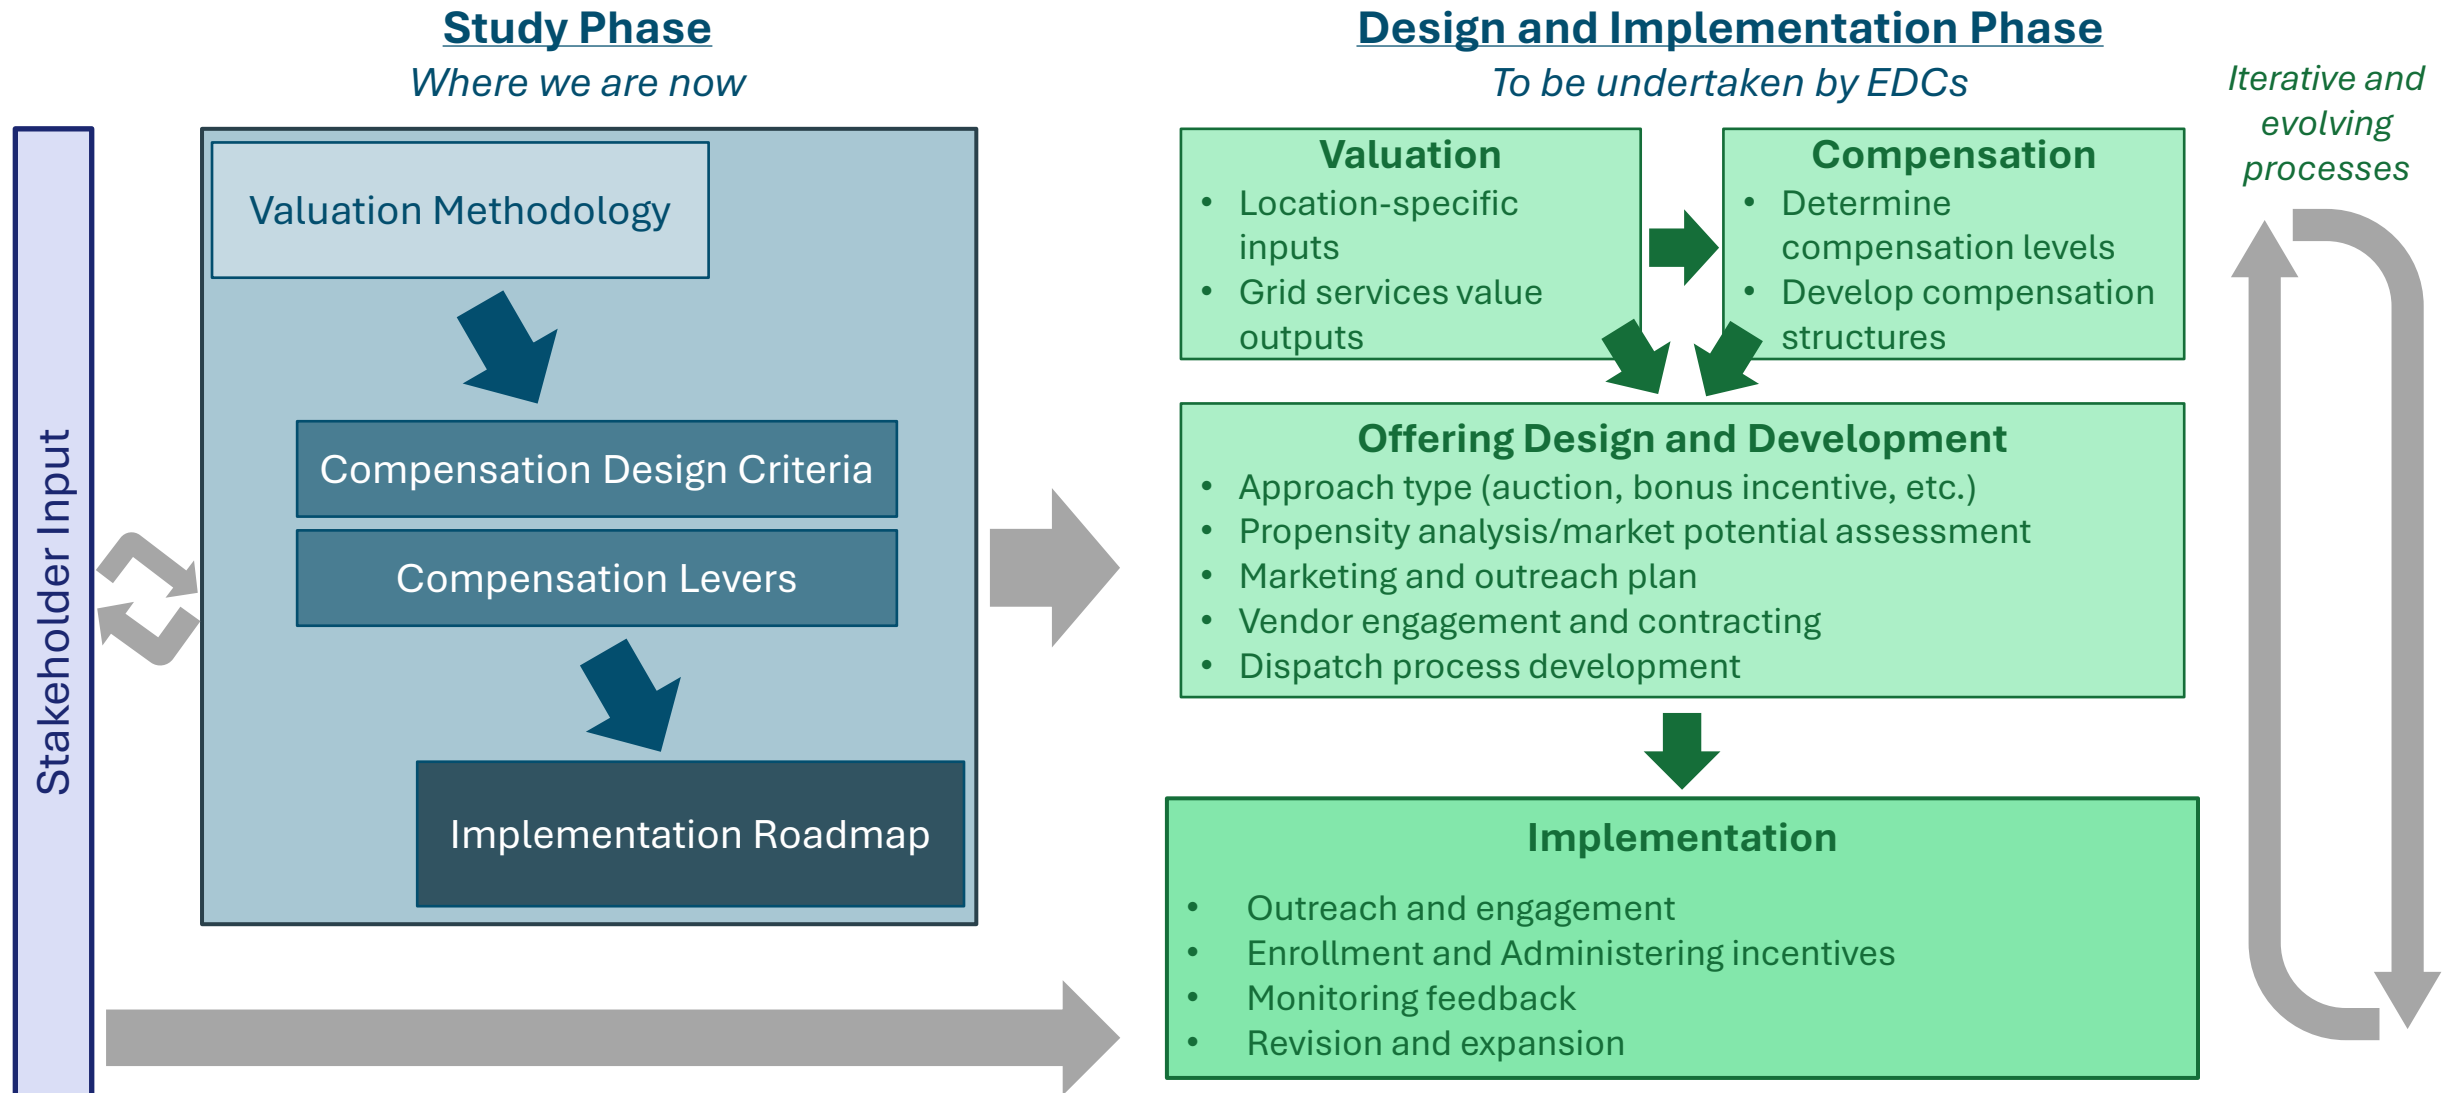 Study Phase
Where we are now
Stakeholder Input
Valuation Methodology
Compensation Design Criteria
Compensation Levers
Implementation Roadmap
Design and Implementation Phase
To be undertaken by EDCs
Valuation
• Location-specific
inputs
• Grid services value
outputs
Compensation
• Determine
compensation levels
• Develop compensation
structures
Offering Design and Development
• Approach type (auction, bonus incentive, etc.)
• Propensity analysis/market potential assessment
• Marketing and outreach plan
• Vendor engagement and contracting
• Dispatch process development
Implementation
• Outreach and engagement
• Enrollment and Administering incentives
• Monitoring feedback
• Revision and expansion
Iterative and
evolving
processes